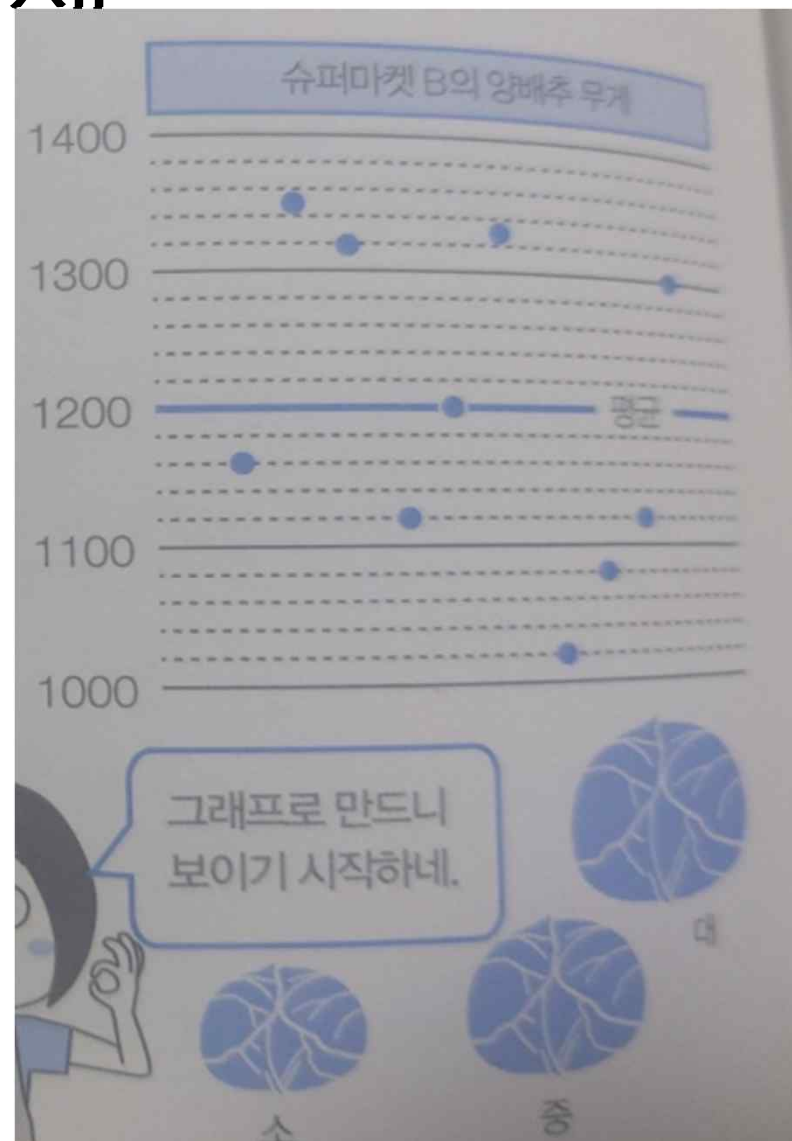 슈퍼마켓 B의 양배추 무게
1400
1300
1200
평균
1100
1000
그래프로 만드니
보이기 시작하네.
대
중
소